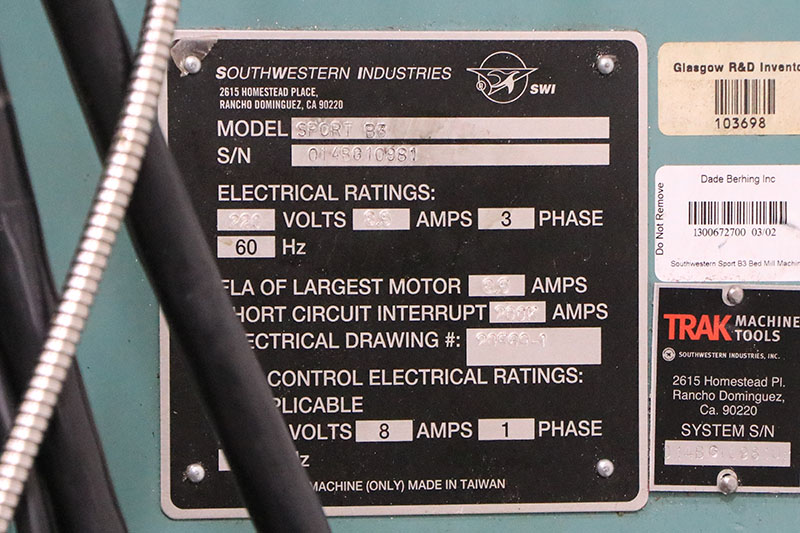 SOUTHWESTERN INDUSTRIES
® SWI
2615 HOMESTEAD PLACE,
RANCHO DOMINGUEZ, CA 90220
MODEL SPORT B3
S/N
ELECTRICAL RATINGS:
220 VOLTS AMPS 3 PHASE
60 Hz
FLA OF LARGEST MOTOR AMPS
SHORT CIRCUIT INTERRUPT AMPS
ELECTRICAL DRAWING #:
CONTROL ELECTRICAL RATINGS:
PLICABLE
VOLTS 8 AMPS 1 PHASE
Hz
MACHINE (ONLY) MADE IN TAIWAN
Glasgow R&D Invento
103698
Do Not Remove
Dade Berhing Inc
1300672700 03/02
Southwestern Sport B3 Bed Mill Machin
TRAK MACHINE
TOOLS
SOUTHWESTERN INDUSTRIES, INC.
2615 Homestead Pl.
Rancho Dominguez,
Ca. 90220
SYSTEM S/N